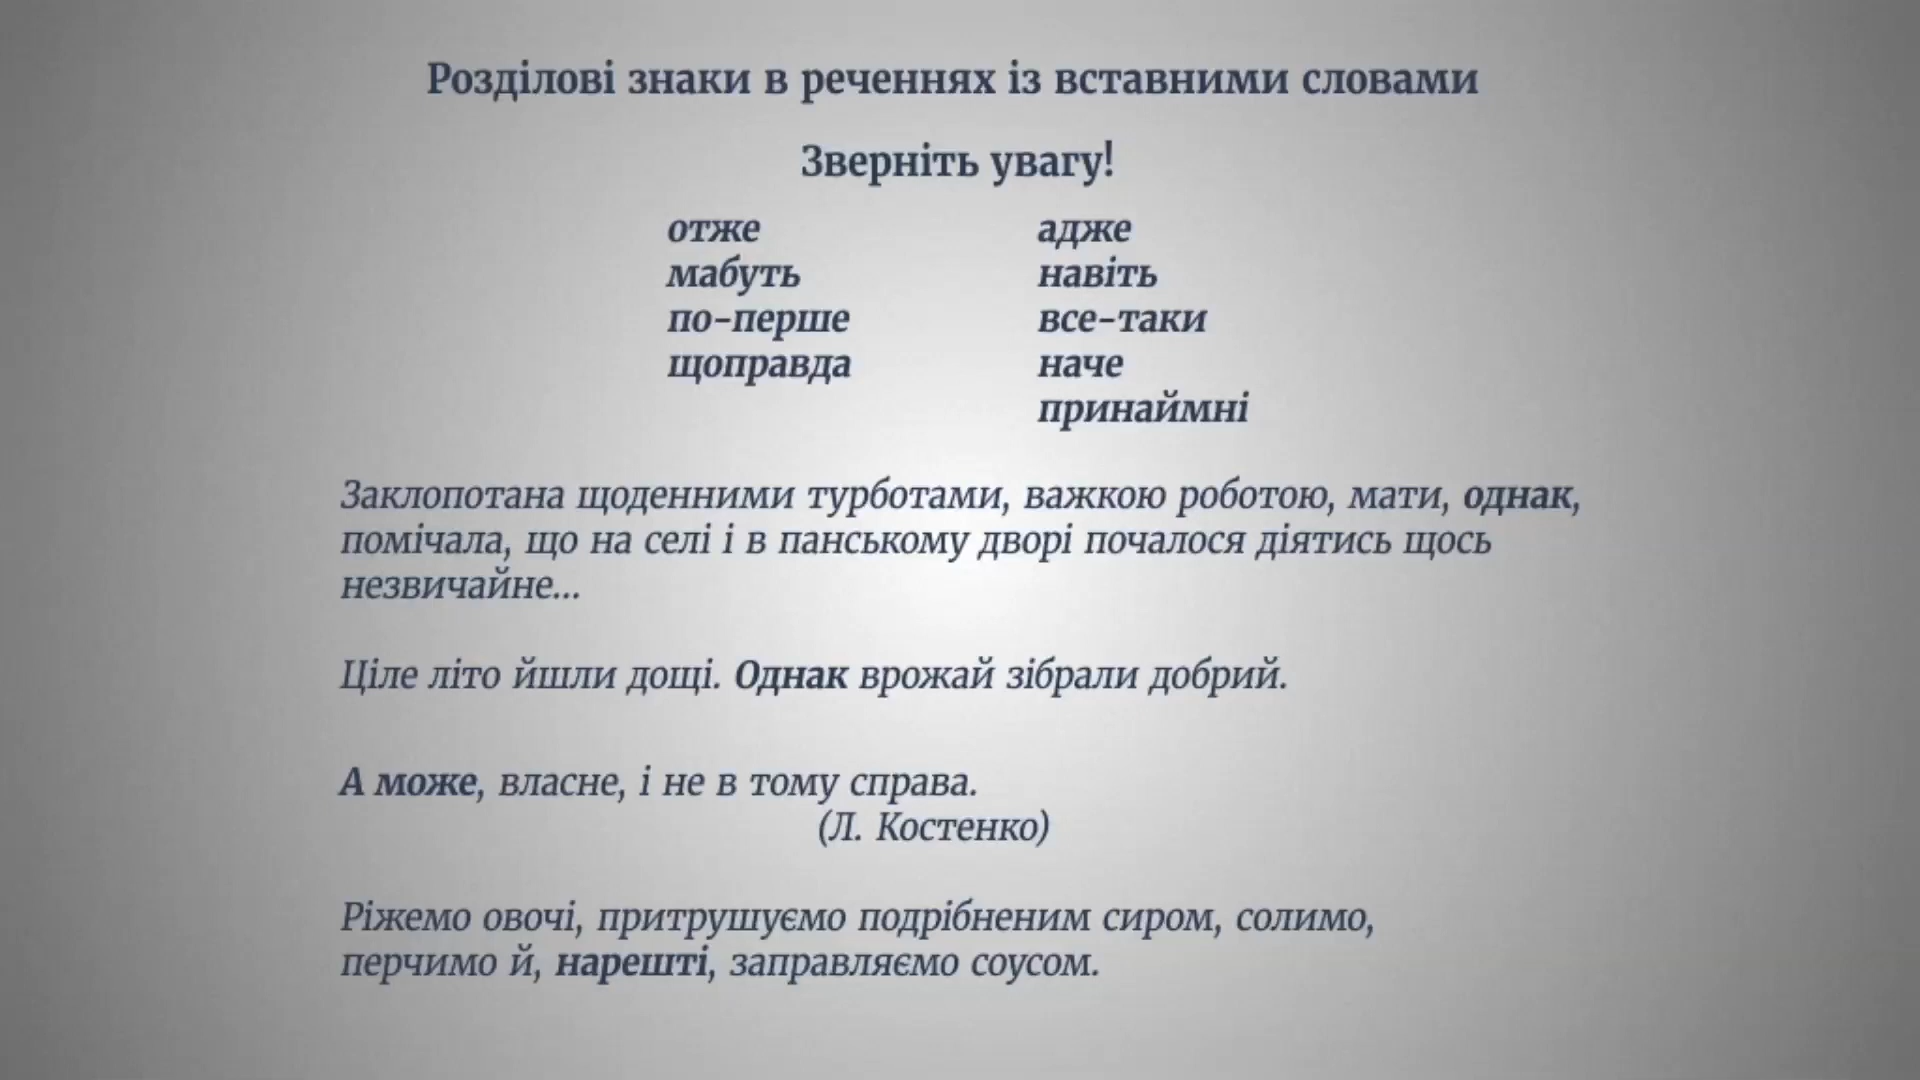 Розділові знаки в реченнях із вставними словами
Зверніть увагу!
отже
мабуть
по-перше
щоправда
адже
навіть
все-таки
наче
принаймні
Заклопотана щоденними турботами, важкою роботою, мати, однак,
помічала, що на селі і в панському дворі почалося діятись щось
незвичайне...
Ціле літо йшли дощі. Однак врожай зібрали добрий.
А може, власне, і не в тому справа.
(Л. Костенко)
Ріжемо овочі, притрушуємо подрібненим сиром, солимо,
перчимо й, нарешті, заправляємо соусом.